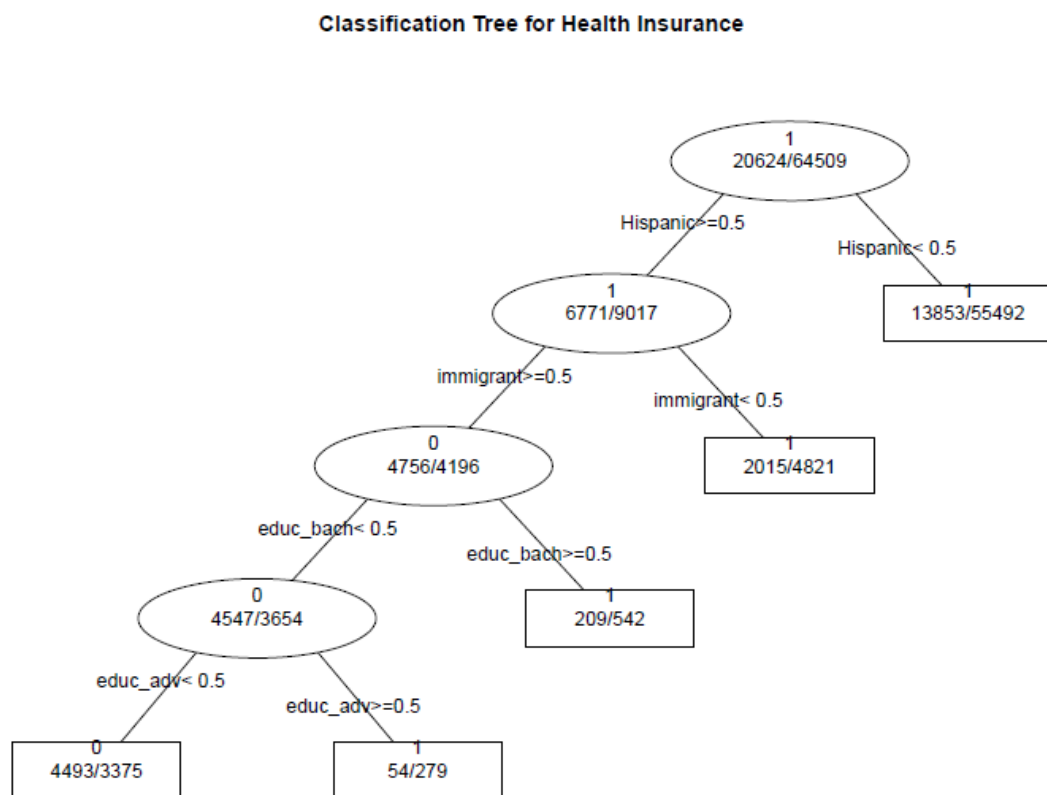 Classification Tree for Health Insurance
1
20624/64509
Hispanic>=0.5
Hispanic< 0.5
1
6771/9017
1
13853/55492
immigrant>=0.5
immigrant< 0.5
0
4756/4196
1
2015/4821
educ_bach< 0.5
educ_bach>=0.5
0
4547/3654
1
209/542
educ_adv< 0.5
educ_adv>=0.5
0
4493/3375
1
54/279